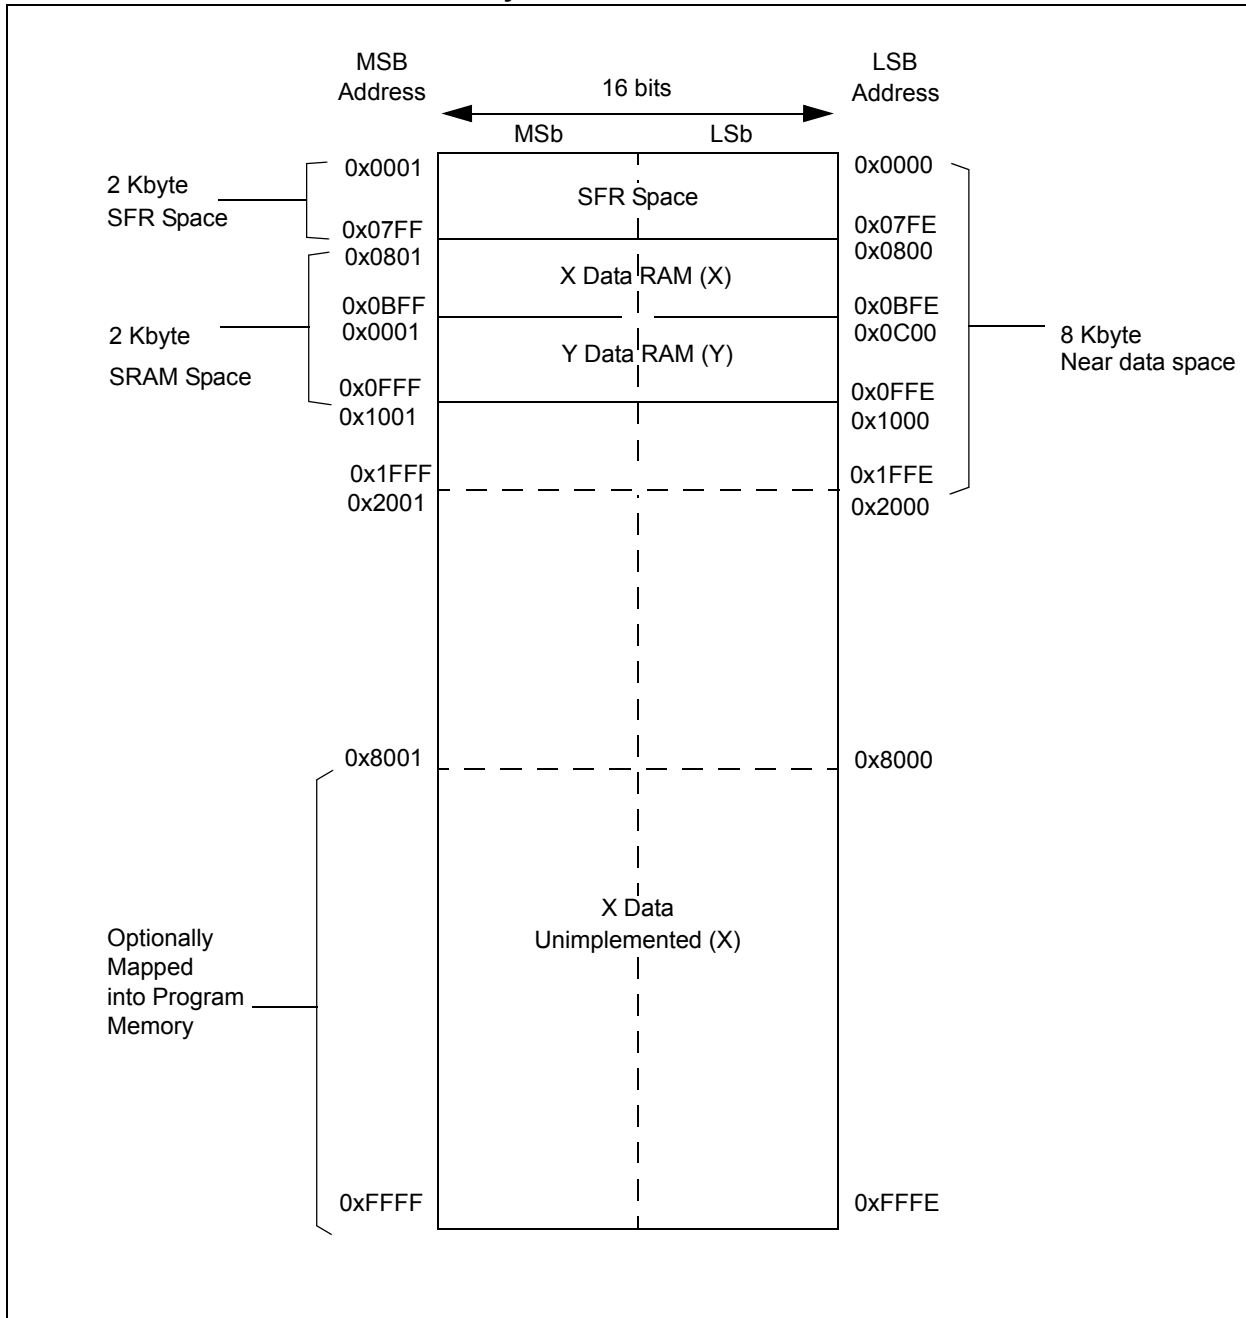 MSB
Address
16 bits
LSB
Address
MSb
LSb
0x0001
0x0000
2 Kbyte
SFR Space
SFR Space
0x07FF
0x07FE
0x0801
0x0800
X Data RAM (X)
0x0BFF
0x0BFE
0x0001
0x0C00
2 Kbyte
SRAM Space
Y Data RAM (Y)
8 Kbyte
Near data space
0x0FFF
0x0FFE
0x1001
0x1000
0x1FFF
0x1FFE
0x2001
0x2000
0x8001
0x8000
X Data
Unimplemented (X)
Optionally
Mapped
into Program
Memory
0xFFFF
0xFFFE